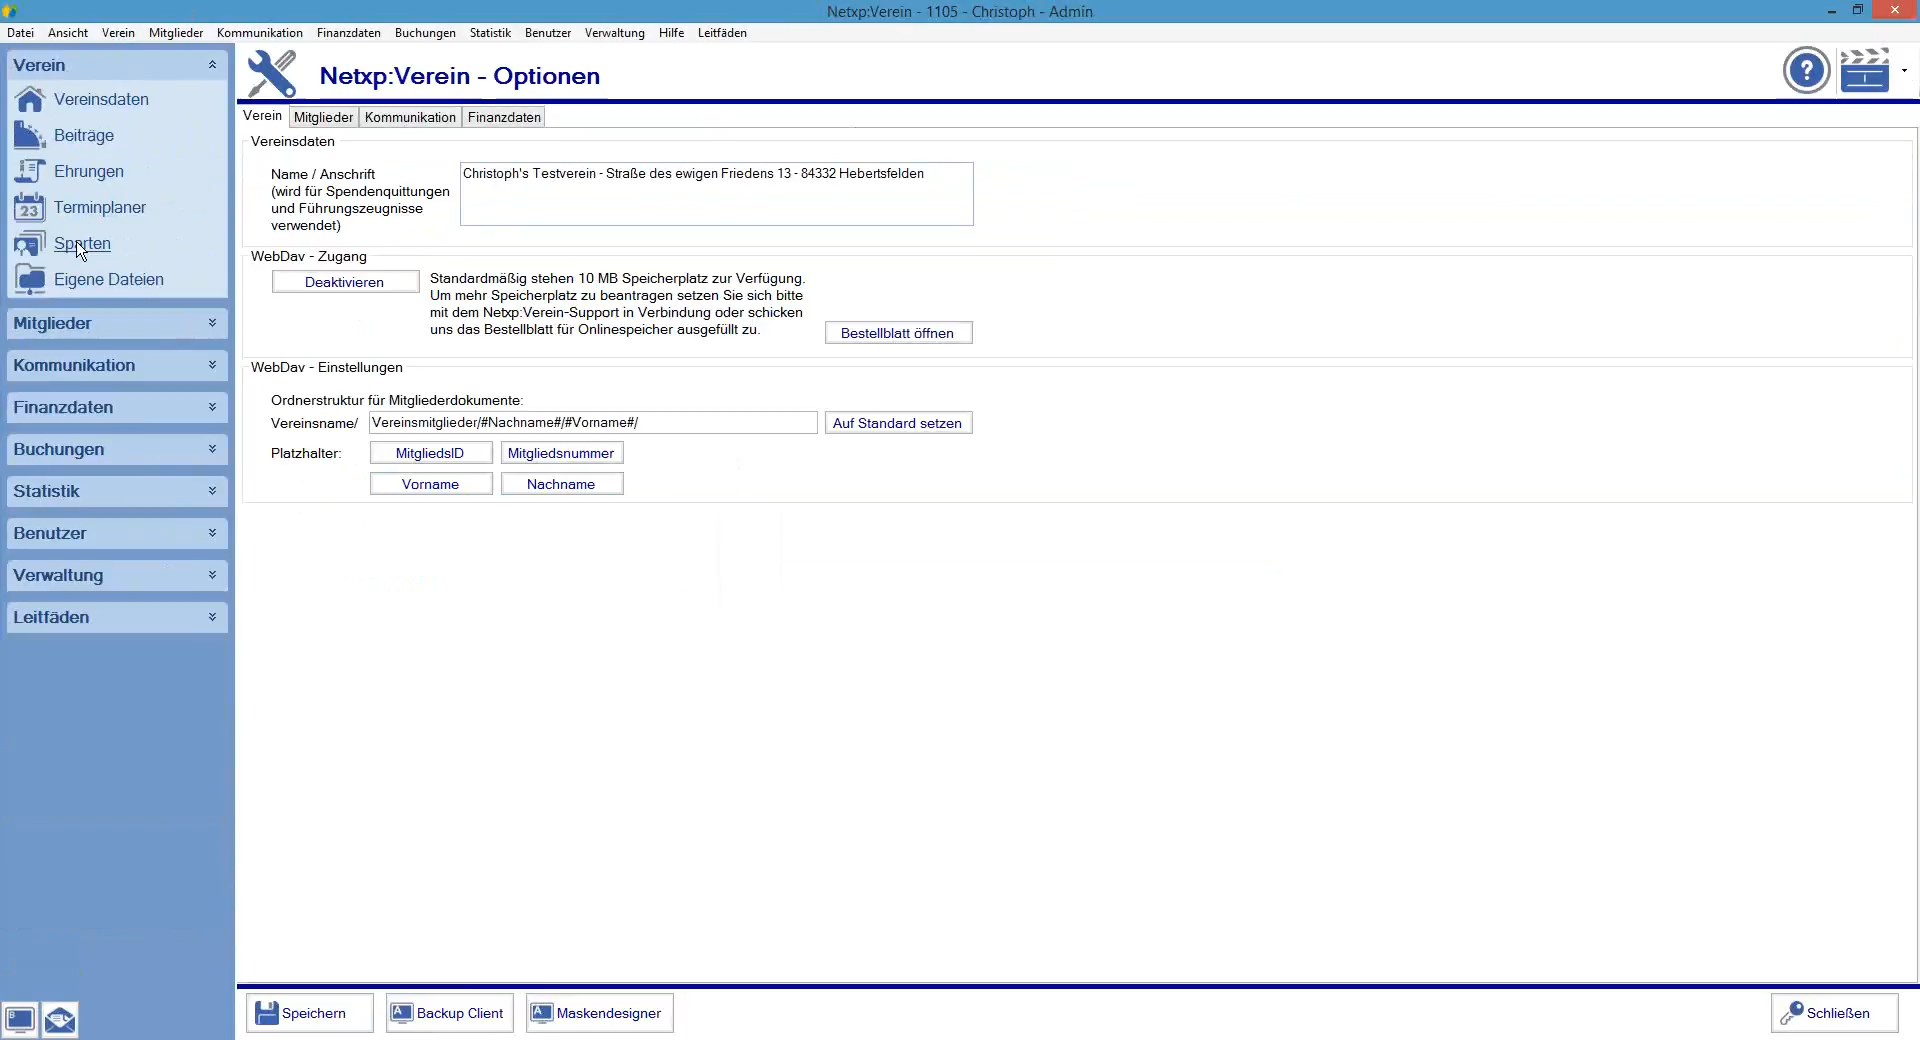 Netxp:Verein - 1105 - Christoph - Admin
Datei Ansicht Verein Mitglieder Kommunikation Finanzdaten Buchungen Statistik Benutzer Verwaltung Hilfe Leitfäden
Verein
Vereinsdaten
Beiträge
Ehrungen
23
Terminplaner
Sparten
Eigene Dateien
Mitglieder
Kommunikation
Finanzdaten
Buchungen
Statistik
Benutzer
Verwaltung
Leitfäden
Netxp:Verein - Optionen
?
Verein Mitglieder Kommunikation Finanzdaten
Vereinsdaten
Name / Anschrift
(wird für Spendenquittungen
und Führungszeugnisse
verwendet)
Christoph's Testverein - Straße des ewigen Friedens 13 - 84332 Hebertsfelden
WebDav - Zugang
Deaktivieren
Standardmäßig stehen 10 MB Speicherplatz zur Verfügung.
Um mehr Speicherplatz zu beantragen setzen Sie sich bitte
mit dem Netxp:Verein-Support in Verbindung oder schicken
uns das Bestellblatt für Onlinespeicher ausgefüllt zu.
Bestellblatt öffnen
WebDav - Einstellungen
Ordnerstruktur für Mitgliederdokumente:
Vereinsname/ Vereinsmitglieder/#Nachname#/#Vorname#/ Auf Standard setzen
Platzhalter: MitgliedsID Mitgliedsnummer
Vorname Nachname
Speichern A Backup Client A Maskendesigner Schließen